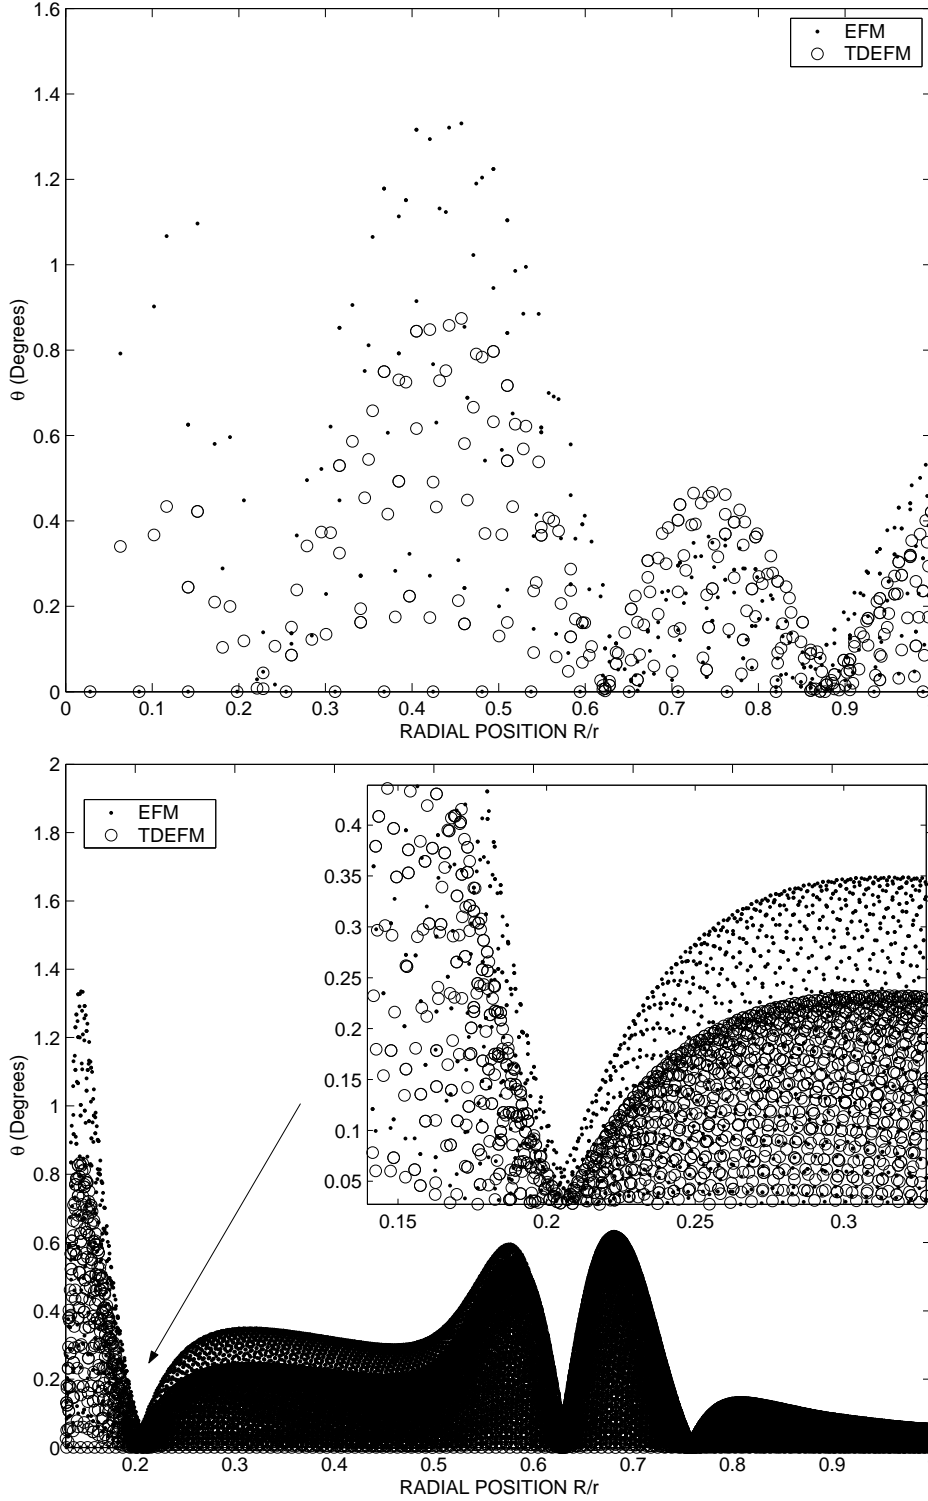 1.6
1.4
1.2
1
0.8
0.6
0.4
0.2
0
θ (Degrees)
EFM
TDEFM
0 0.1 0.2 0.3 0.4 0.5 0.6 0.7 0.8 0.9
RADIAL POSITION R/r
2
1.8
1.6
1.4
1.2
1
0.8
0.6
0.4
0.2
0
θ (Degrees)
EFM
TDEFM
0.4
0.35
0.3
0.25
0.2
0.15
0.1
0.05
0.15 0.2 0.25 0.3
0.2 0.3 0.4 0.5 0.6 0.7 0.8 0.9
RADIAL POSITION R/r